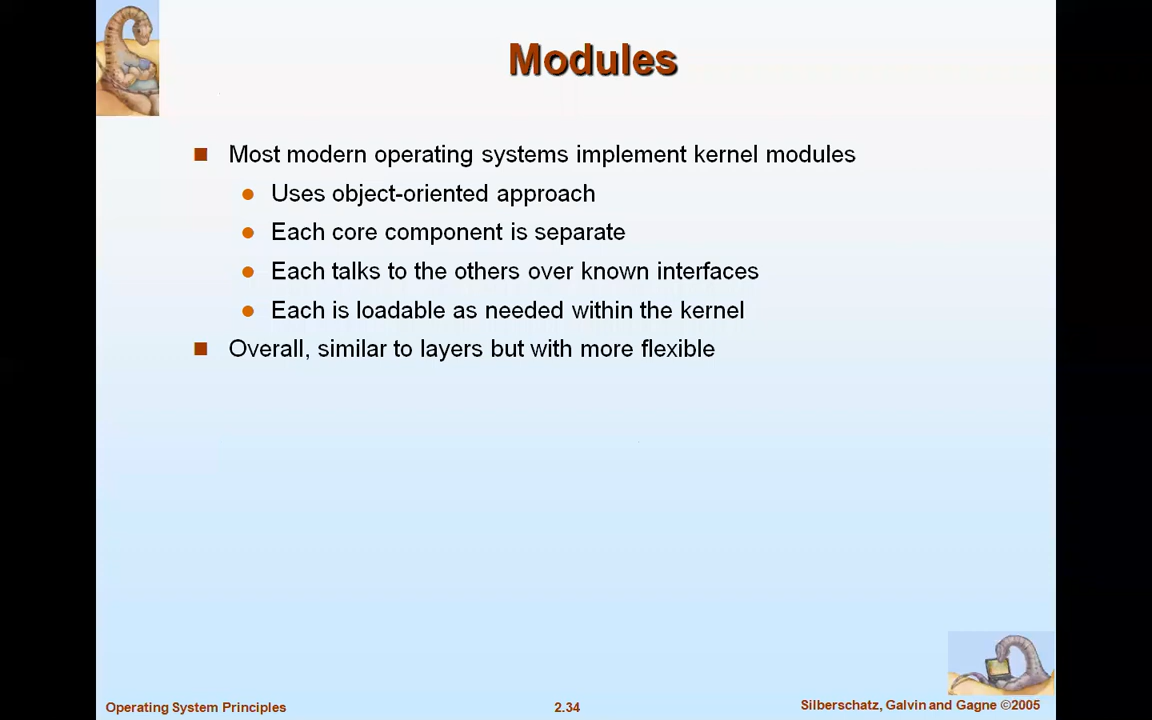 Modules
Most modern operating systems implement kernel modules
Uses object-oriented approach
Each core component is separate
Each talks to the others over known interfaces
Each is loadable as needed within the kernel
Overall, similar to layers but with more flexible
Operating System Principles
2.34
Silberschatz, Galvin and Gagne ©2005